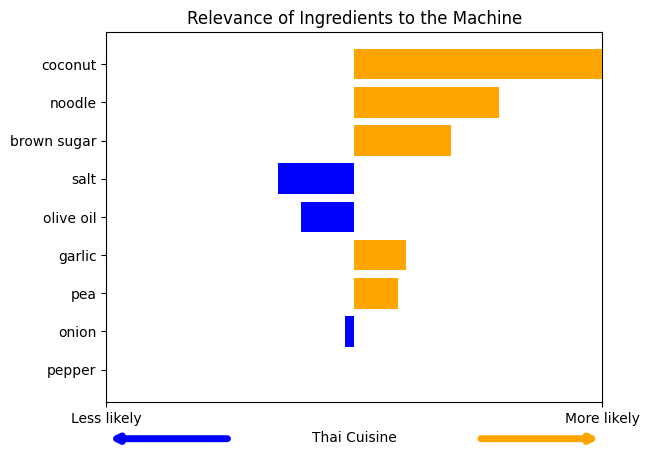 Relevance of Ingredients to the Machine
coconut
noodle
brown sugar
salt
olive oil
garlic
pea
onion
pepper
Less likely
More likely
Thai Cuisine